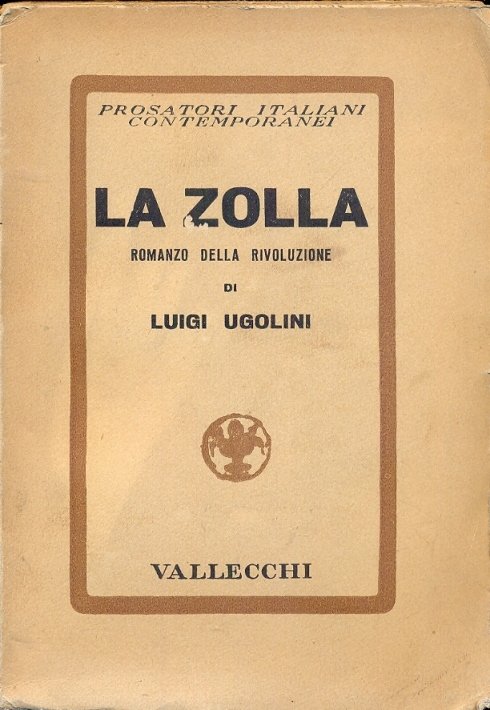 PROSATORI ITALIANI
CONTEMPORANEI
LA ZOLLA
ROMANZO DELLA RIVOLUZIONE
DI
LUIGI UGOLINI
VALLECCHI